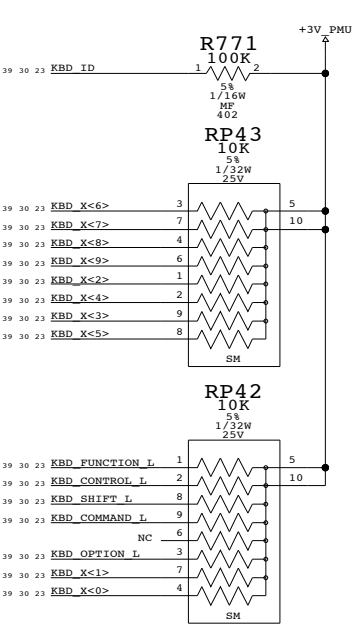 +3V_PMU
R771
100K
39 30 23 KBD_ID 1 2
5%
1/16W
MF
402
RP43
10K
5%
1/32W
25V
39 30 23 KBD_X<6> 3 5
39 30 23 KBD_X<7> 7 10
39 30 23 KBD_X<8> 4
39 30 23 KBD_X<9> 6
39 30 23 KBD_X<2> 1
39 30 23 KBD_X<4> 2
39 30 23 KBD_X<3> 9
39 30 23 KBD_X<5> 8
SM
RP42
10K
5%
1/32W
25V
39 30 23 KBD_FUNCTION_L 1 5
39 30 23 KBD_CONTROL_L 2 10
39 30 23 KBD_SHIFT_L 8
39 30 23 KBD_COMMAND_L 9
NC 6
39 30 23 KBD_OPTION_L 3
39 30 23 KBD_X<1> 7
39 30 23 KBD_X<0> 4
SM